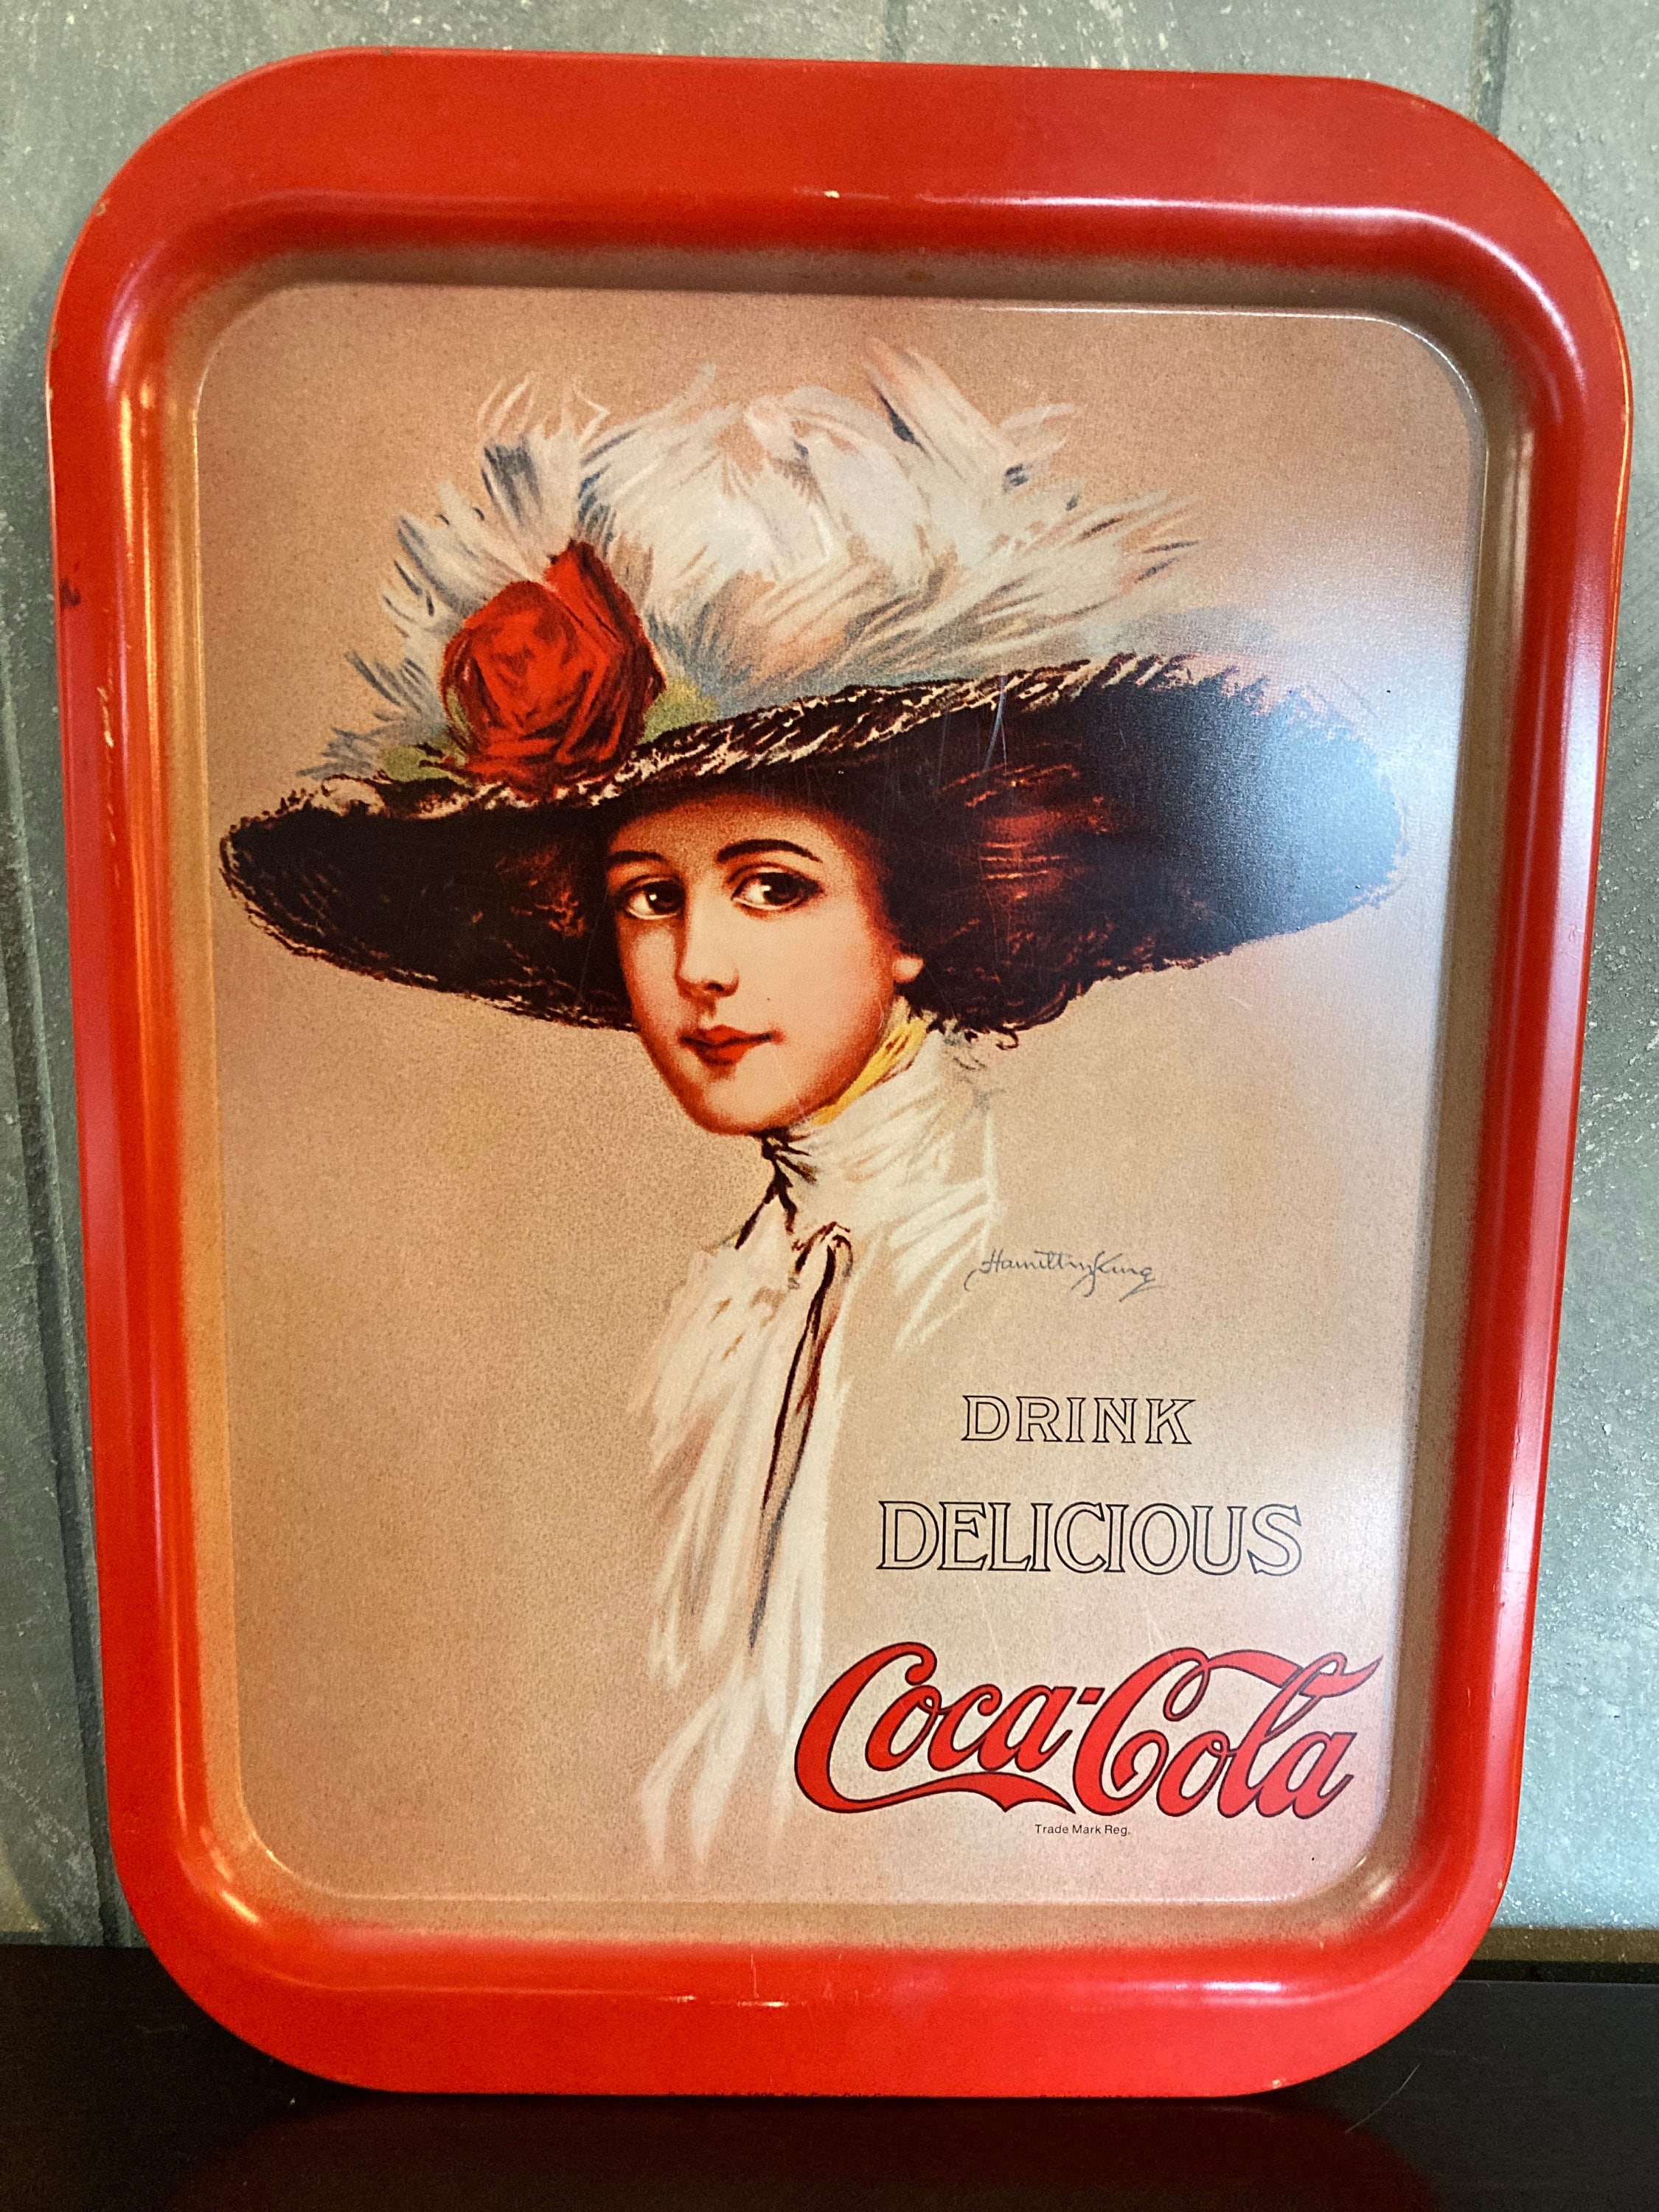 Hamilton King
DRINK
DELICIOUS
Coca-Cola
Trade Mark Reg.